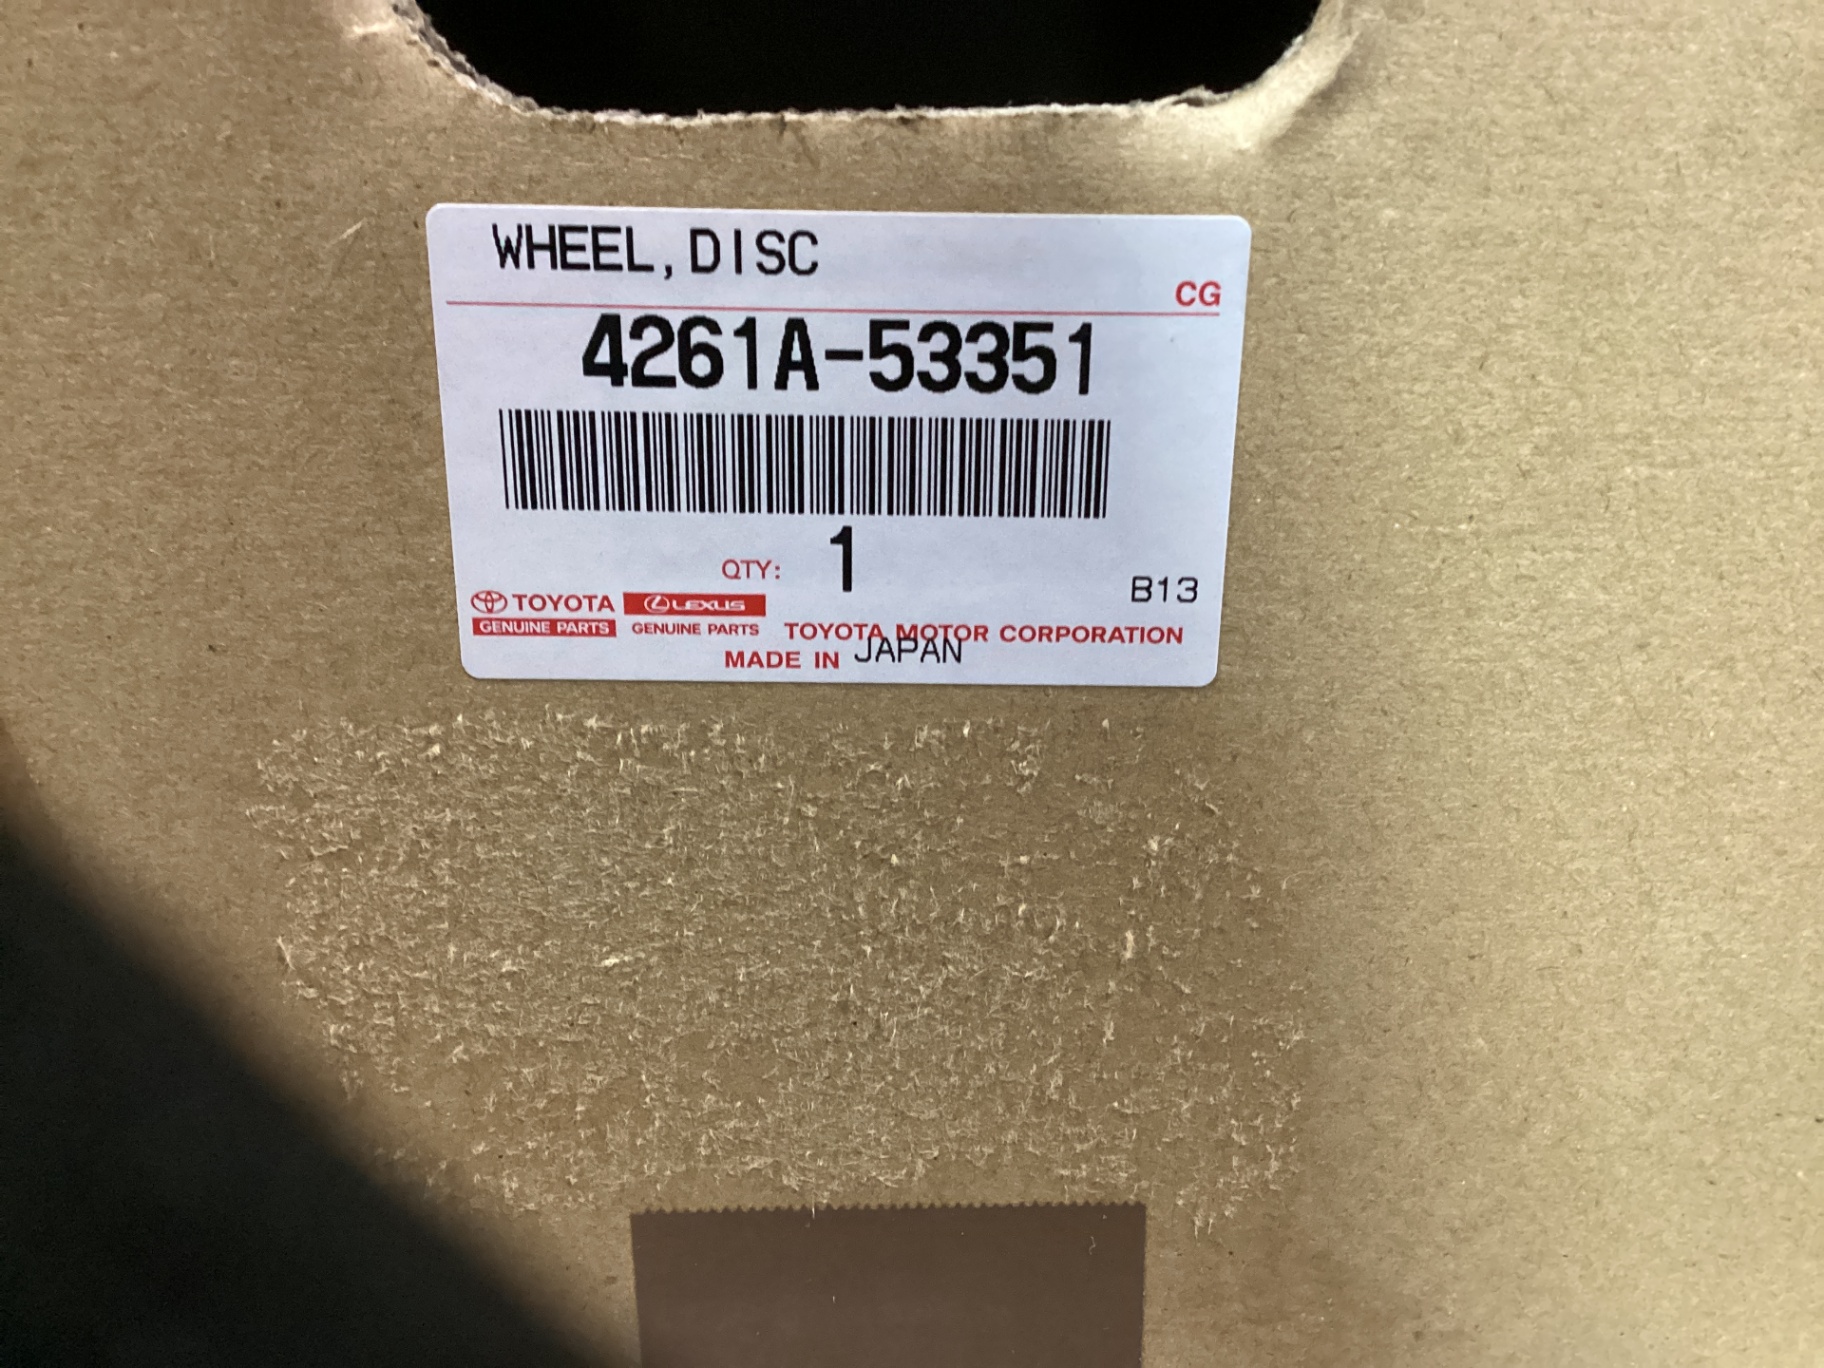 WHEEL,DISC
CG
4261A-53351
QTY: 1
B13
TOYOTA LEXUS
GENUINE PARTS GENUINE PARTS TOYOTA MOTOR CORPORATION
MADE IN JAPAN